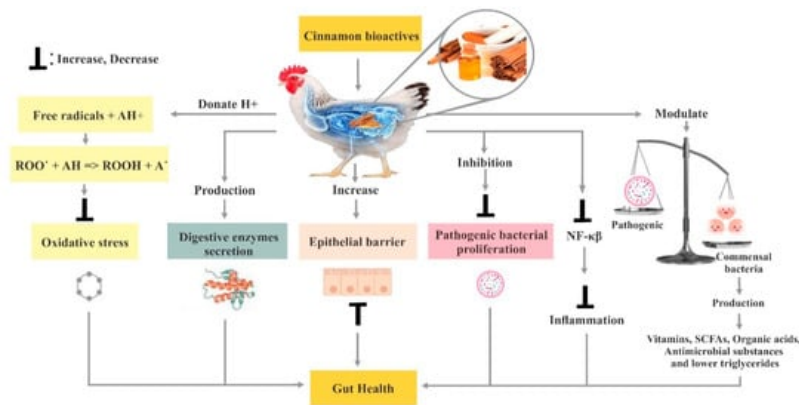 Cinnamon bioactives
: Increase, Decrease
Donate H+
Free radicals + AH+
Modulate
ROO˙ + AH => ROOH + A˙
Inhibition
Production
Increase
Pathogenic
NF-κβ
Oxidative stress
Digestive enzymes
secretion
Epithelial barrier
Pathogenic bacterial
proliferation
Commensal
bacteria
Production
Inflammation
Vitamins, SCFAs, Organic acids,
Antimicrobial substances
and lower triglycerides
Gut Health